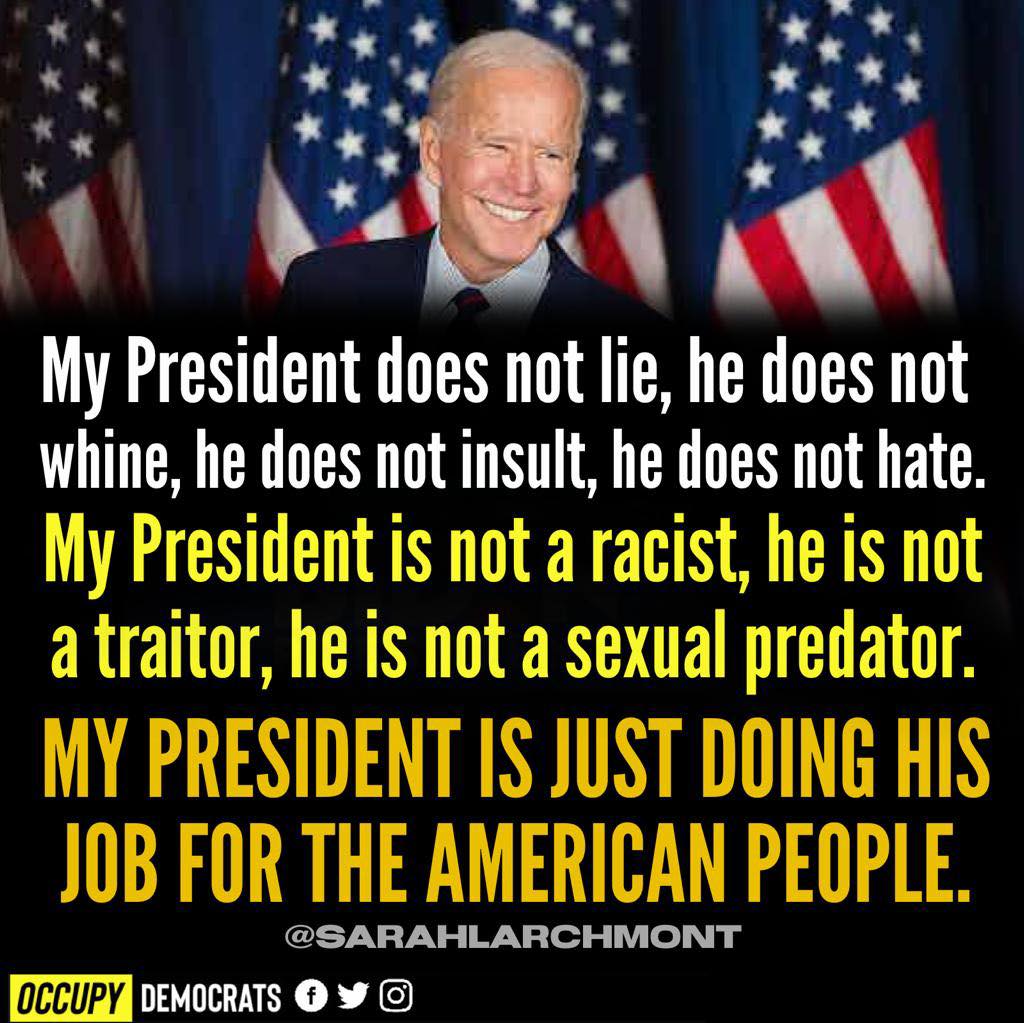 My President does not lie, he does not
whine, he does not insult, he does not hate.
My President is not a racist, he is not
a traitor, he is not a sexual predator.
MY PRESIDENT IS JUST DOING HIS
JOB FOR THE AMERICAN PEOPLE.
@SARAHLARCHMONT
OCCUPY DEMOCRATS